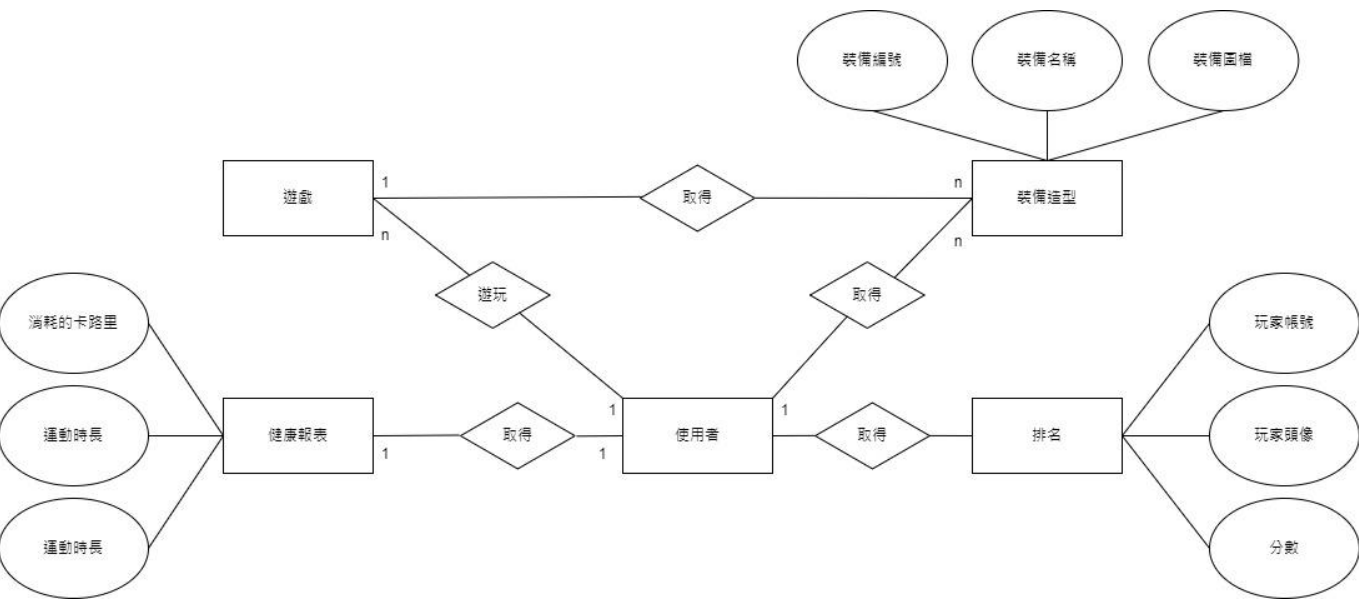 裝備編號
裝備名稱
裝備圖檔
遊戲
1
取得
n
裝備造型
n
n
遊玩
取得
消耗的卡路里
玩家帳號
1
1
運動時長
健康報表
取得
使用者
取得
排名
玩家頭像
1
1
運動時長
分數